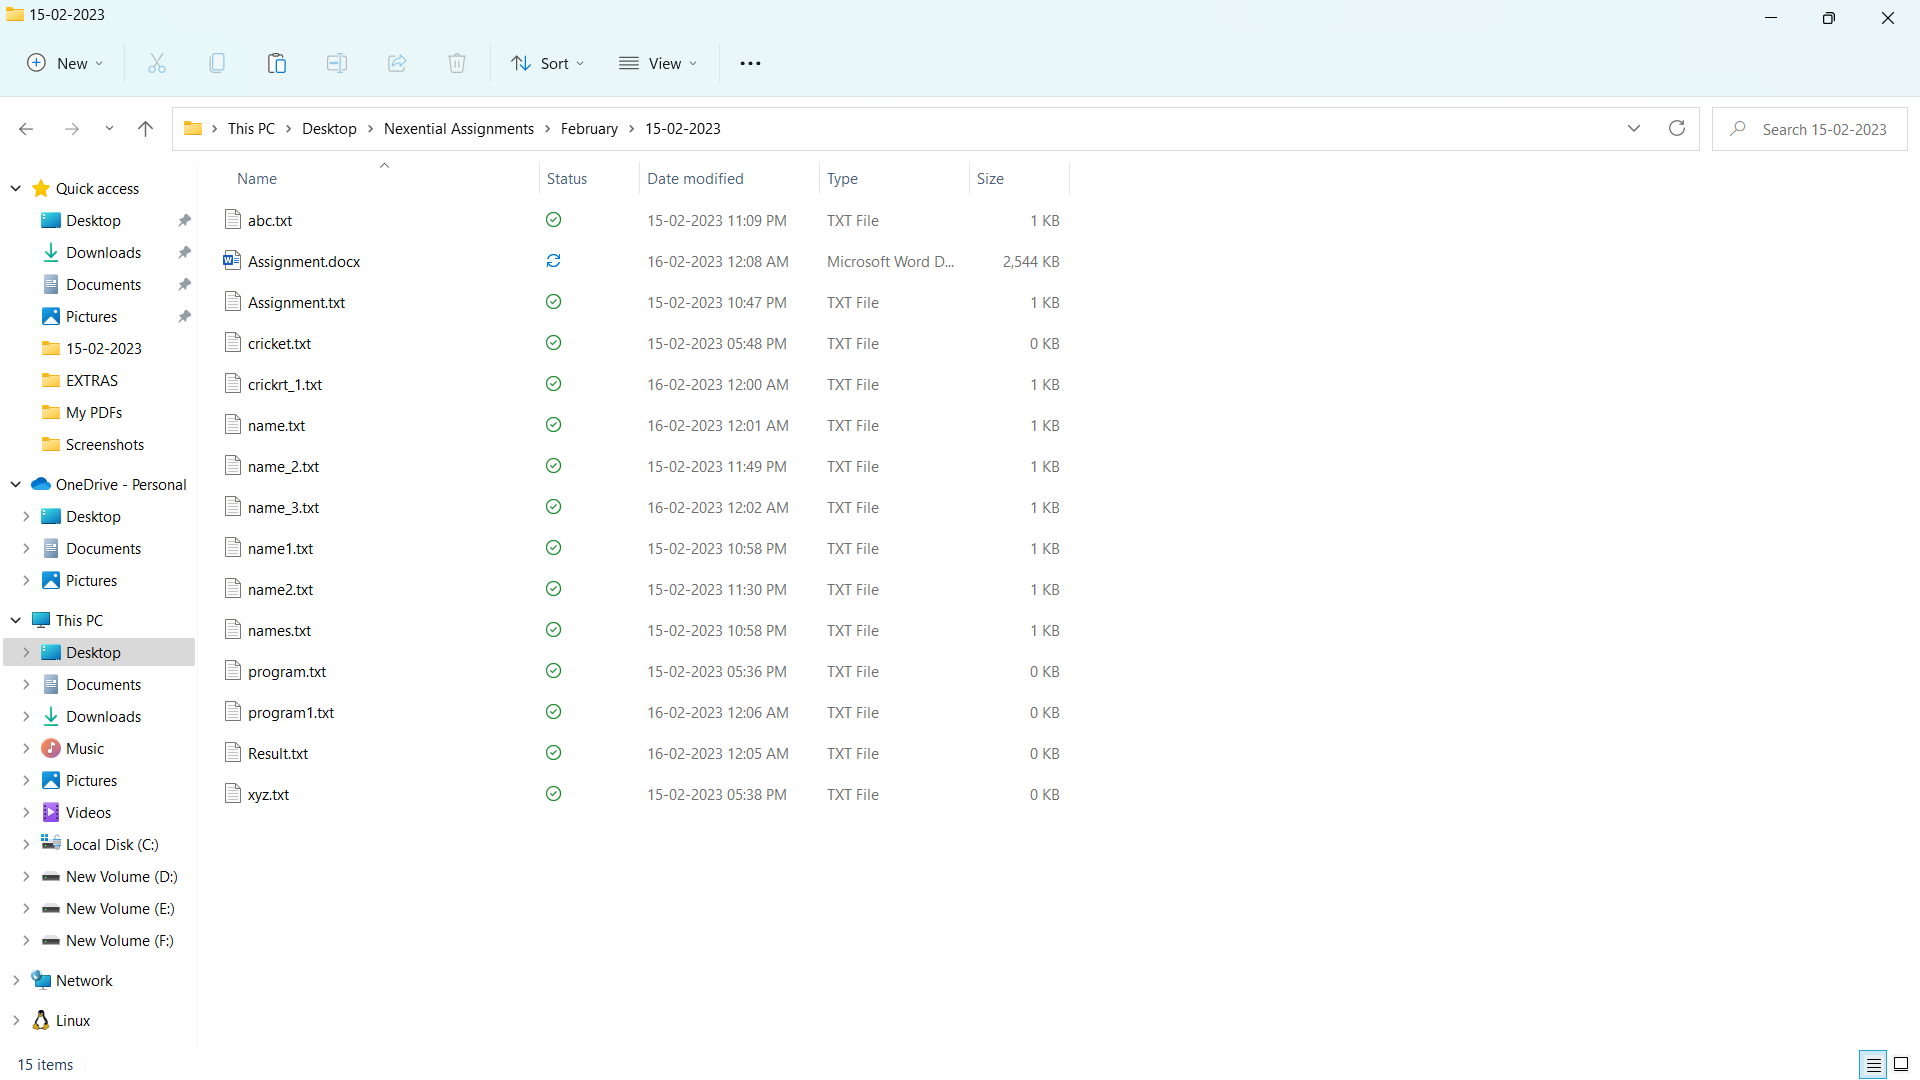 15-02-2023
New
Sort
View
This PC > Desktop > Nexential Assignments > February > 15-02-2023
Search 15-02-2023
Quick access
Desktop
Downloads
Documents
Pictures
15-02-2023
EXTRAS
My PDFs
Screenshots
OneDrive - Personal
Desktop
Documents
Pictures
This PC
Desktop
Documents
Downloads
Music
Pictures
Videos
Local Disk (C:)
New Volume (D:)
New Volume (E:)
New Volume (F:)
Network
Linux
Name Status Date modified Type Size
abc.txt 15-02-2023 11:09 PM TXT File 1 KB
Assignment.docx 16-02-2023 12:08 AM Microsoft Word D... 2,544 KB
Assignment.txt 15-02-2023 10:47 PM TXT File 1 KB
cricket.txt 15-02-2023 05:48 PM TXT File 0 KB
crickrt_1.txt 16-02-2023 12:00 AM TXT File 1 KB
name.txt 16-02-2023 12:01 AM TXT File 1 KB
name_2.txt 15-02-2023 11:49 PM TXT File 1 KB
name_3.txt 16-02-2023 12:02 AM TXT File 1 KB
name1.txt 15-02-2023 10:58 PM TXT File 1 KB
name2.txt 15-02-2023 11:30 PM TXT File 1 KB
names.txt 15-02-2023 10:58 PM TXT File 1 KB
program.txt 15-02-2023 05:36 PM TXT File 0 KB
program1.txt 16-02-2023 12:06 AM TXT File 0 KB
Result.txt 16-02-2023 12:05 AM TXT File 0 KB
xyz.txt 15-02-2023 05:38 PM TXT File 0 KB
15 items